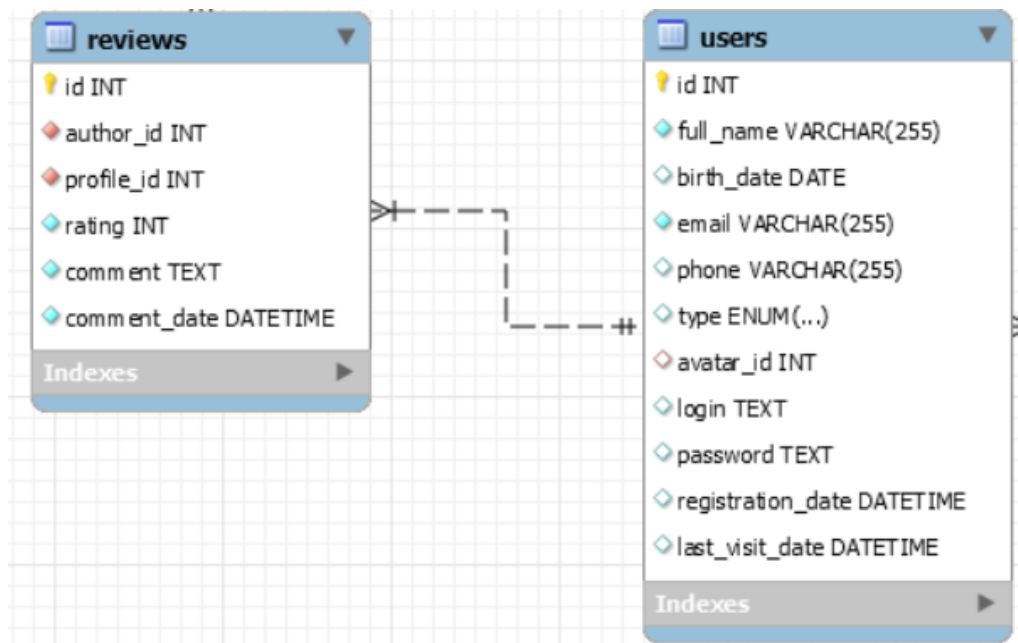 reviews
id INT
author_id INT
profile_id INT
rating INT
comment TEXT
comment_date DATETIME
Indexes
users
id INT
full_name VARCHAR(255)
birth_date DATE
email VARCHAR(255)
phone VARCHAR(255)
type ENUM(...)
avatar_id INT
login TEXT
password TEXT
registration_date DATETIME
last_visit_date DATETIME
Indexes